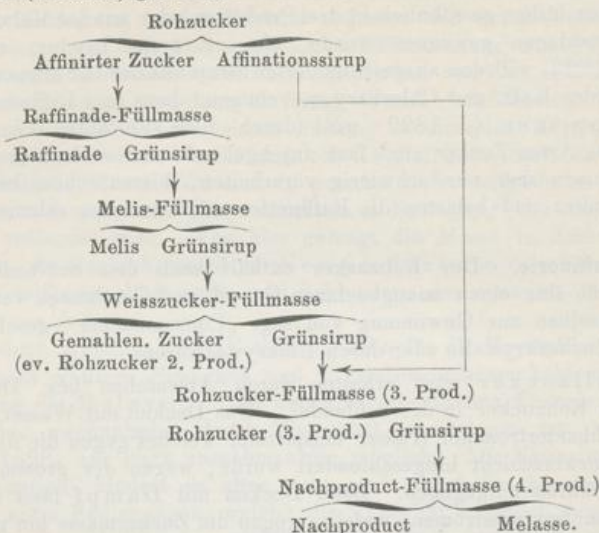 Rohzucker
Affinirter Zucker Affinationssirup
Raffinade-Füllmasse
Raffinade Grünsirup
Melis-Füllmasse
Melis Grünsirup
Weisszucker-Füllmasse
Gemahlen. Zucker Grünsirup
(ev. Rohzucker 2. Prod.)
Rohzucker-Füllmasse (3. Prod.)
Rohzucker (3. Prod.) Grünsirup
Nachproduct-Füllmasse (4. Prod.)
Nachproduct Melasse.